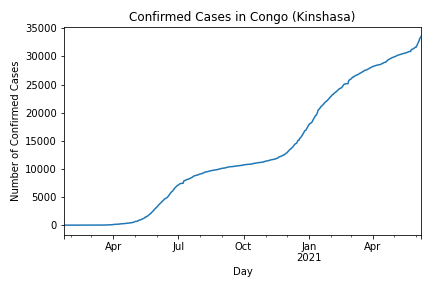 Confirmed Cases in Congo (Kinshasa)
35000
30000
25000
20000
15000
10000
5000
0
Number of Confirmed Cases
Apr
Jul
Oct
Jan
2021
Apr
Day